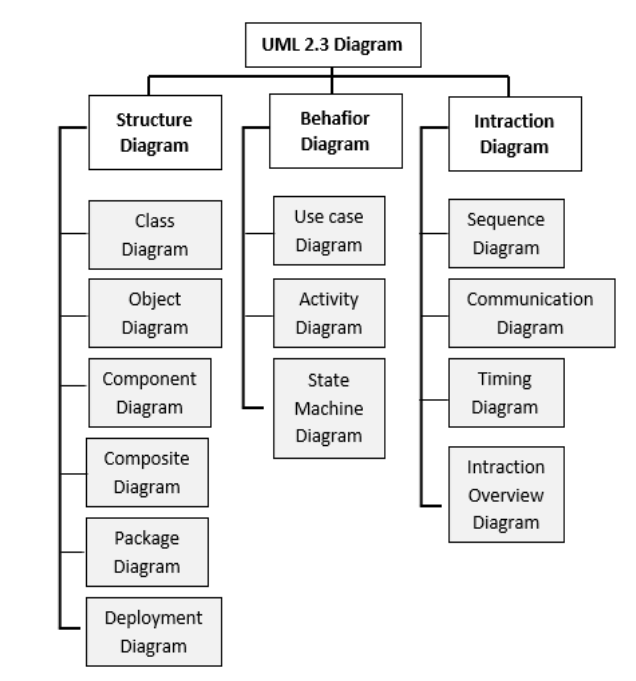 UML 2.3 Diagram
Structure
Diagram
Behafior
Diagram
Intraction
Diagram
Class
Diagram
Object
Diagram
Component
Diagram
Composite
Diagram
Package
Diagram
Deployment
Diagram
Use case
Diagram
Activity
Diagram
State
Machine
Diagram
Sequence
Diagram
Communication
Diagram
Timing
Diagram
Intraction
Overview
Diagram